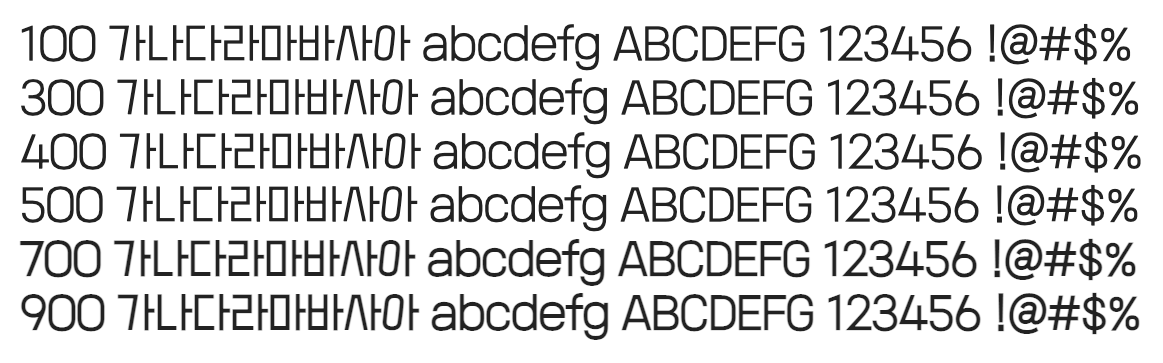 100 가나다라마바사아 abcdefg ABCDEFG 123456 !@#$%
300 가나다라마바사아 abcdefg ABCDEFG 123456 !@#$%
400 가나다라마바사아 abcdefg ABCDEFG 123456 !@#$%
500 가나다라마바사아 abcdefg ABCDEFG 123456 !@#$%
700 가나다라마바사아 abcdefg ABCDEFG 123456 !@#$%
900 가나다라마바사아 abcdefg ABCDEFG 123456 !@#$%